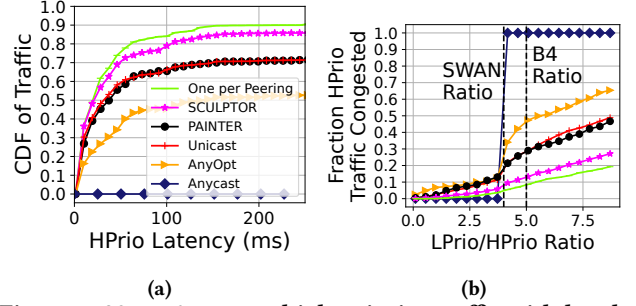 CDF of Traffic
1.0
0.9
0.8
0.7
0.6
0.5
0.4
0.3
0.2
0.1
0.0
One per Peering
SCULPTOR
PAINTER
Unicast
AnyOpt
Anycast
0 100 200
HPrio Latency (ms)
(a)
Fraction HPrio
Traffic Congested
1.0
0.9
0.8
0.7
0.6
0.5
0.4
0.3
0.2
0.1
0.0
SWAN
Ratio
B4
Ratio
0.0 2.5 5.0 7.5
LPrio/HPrio Ratio
(b)